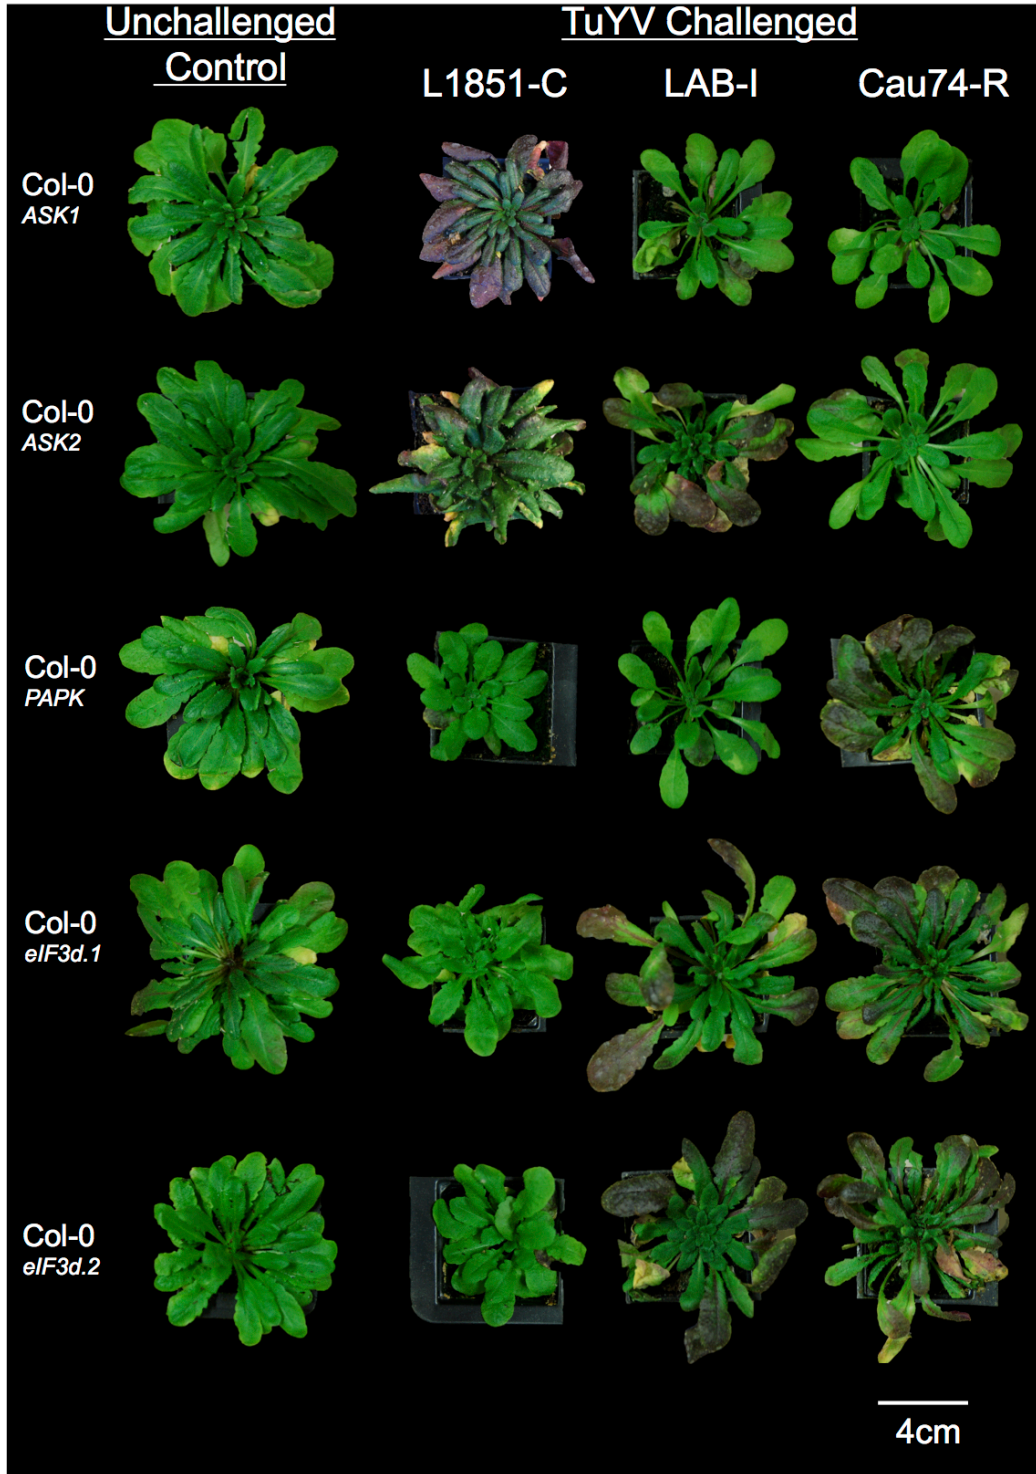 Unchallenged
Control
TuYV Challenged
L1851-C
LAB-I
Cau74-R
Col-0
ASK1
Col-0
ASK2
Col-0
PAPK
Col-0
eIF3d.1
Col-0
eIF3d.2
4cm